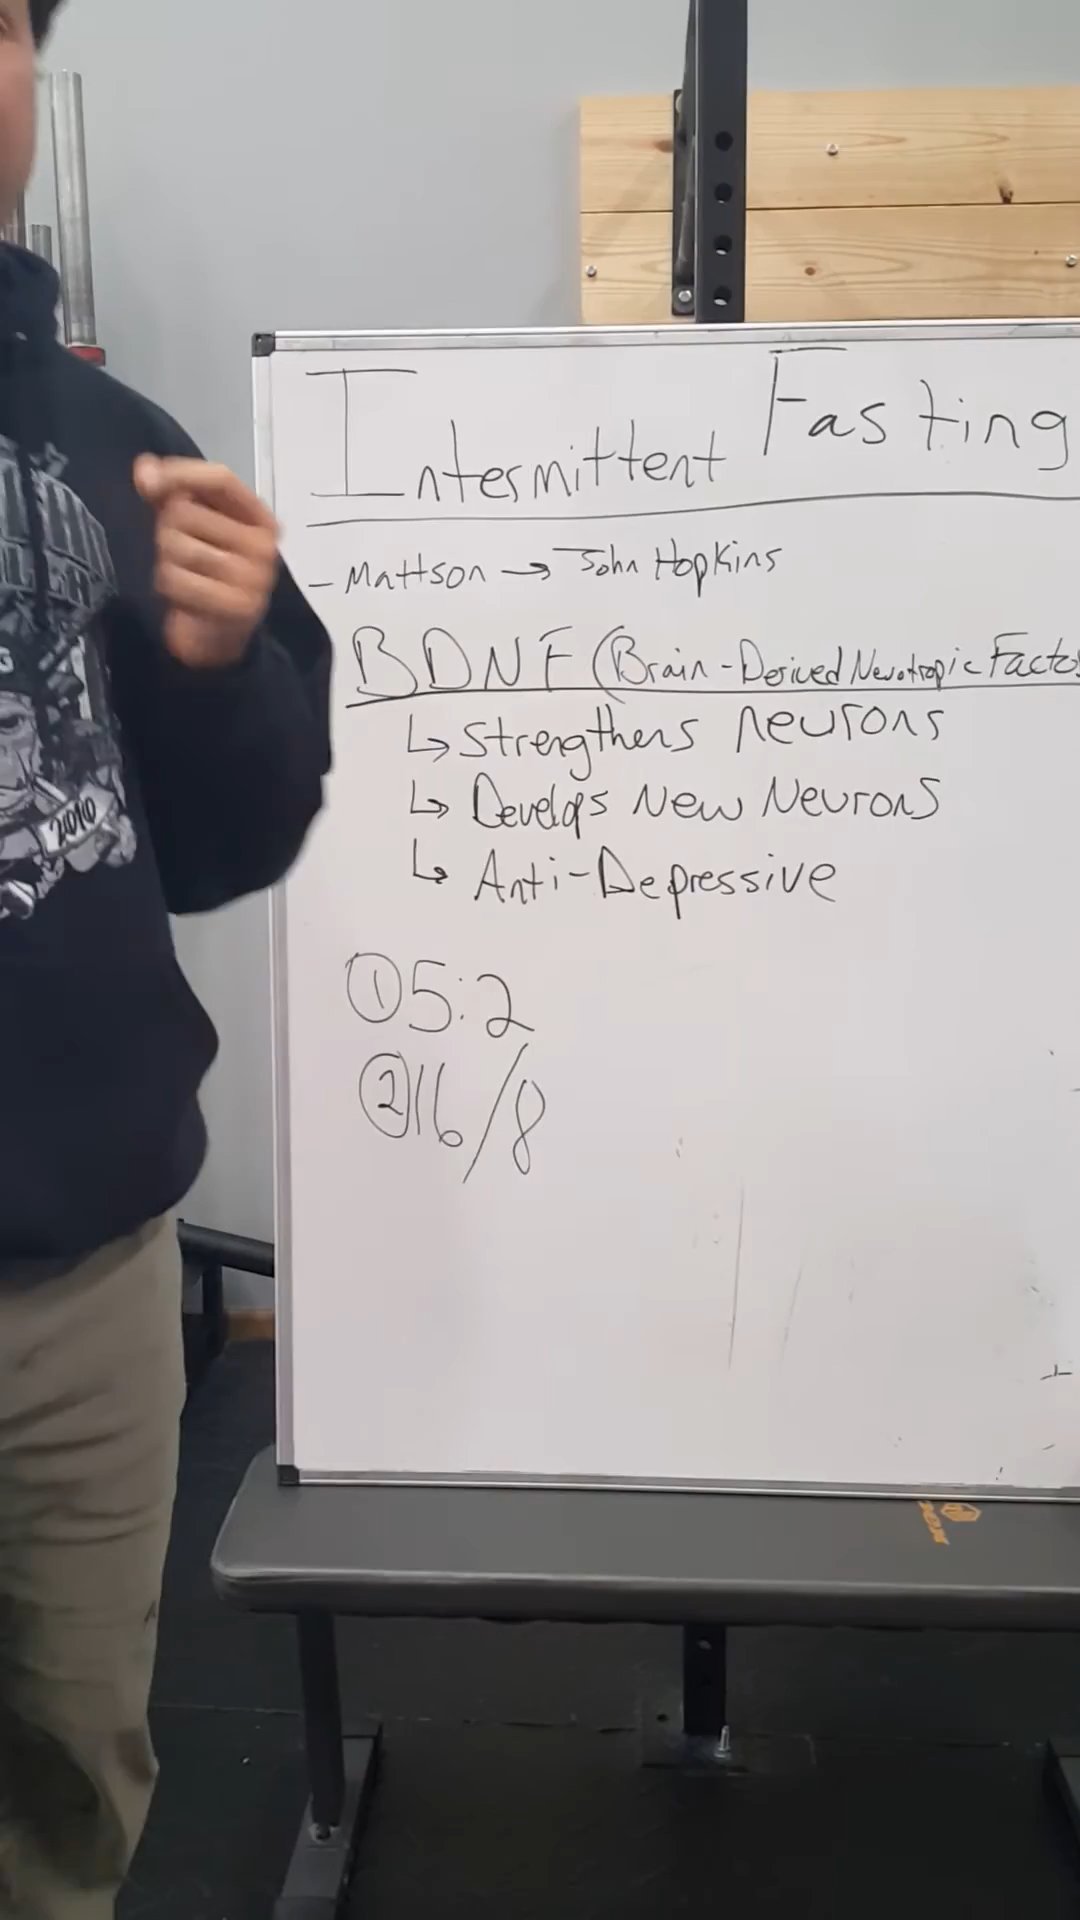 Intermittent Fasting
- Mattson → John Hopkins
BDNF (Brain-Derived Neurotropic Factor
↳ Strengthens Neurons
↳ Develops New Neurons
↳ Anti-Depressive
① 5:2
② 16/8
2010